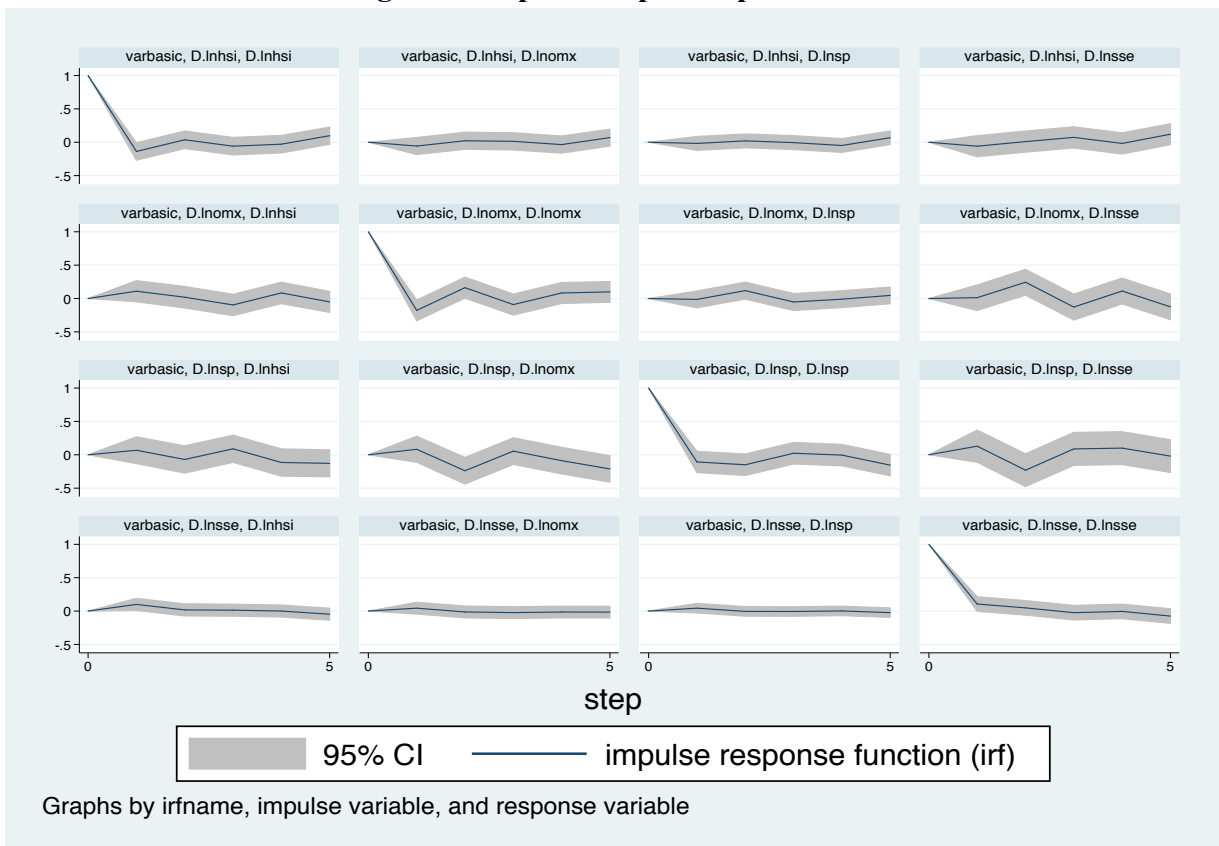 varbasic, D.lnhsi, D.lnhsi varbasic, D.lnhsi, D.lnomx varbasic, D.lnhsi, D.lnsp varbasic, D.lnhsi, D.lnsse
1
.5
0
-.5
varbasic, D.lnomx, D.lnhsi varbasic, D.lnomx, D.lnomx varbasic, D.lnomx, D.lnsp varbasic, D.lnomx, D.lnsse
1
.5
0
-.5
varbasic, D.lnsp, D.lnhsi varbasic, D.lnsp, D.lnomx varbasic, D.lnsp, D.lnsp varbasic, D.lnsp, D.lnsse
1
.5
0
-.5
varbasic, D.lnsse, D.lnhsi varbasic, D.lnsse, D.lnomx varbasic, D.lnsse, D.lnsp varbasic, D.lnsse, D.lnsse
1
.5
0
-.5
0 5 0 5 0 5 0 5
step
95% CI impulse response function (irf)
Graphs by irfname, impulse variable, and response variable